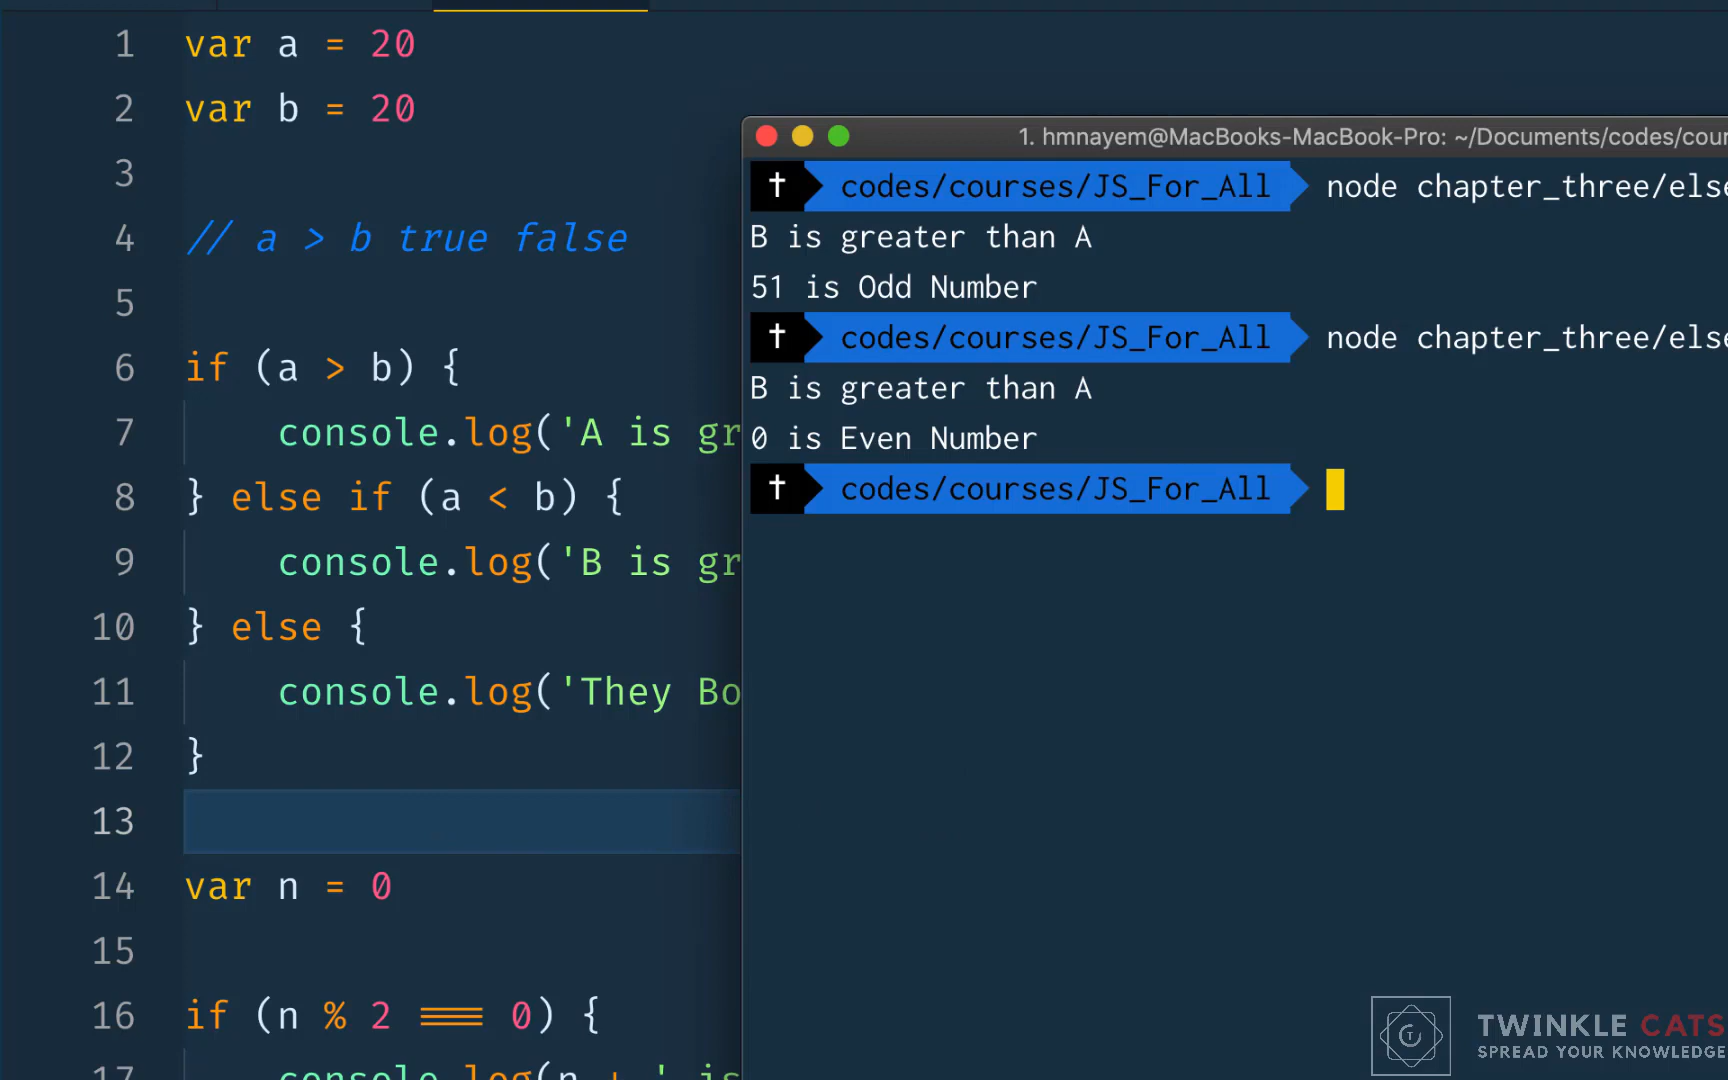 1 var a = 20
2 var b = 20
3
4 // a > b true false
5
6 if (a > b) {
7 console.log('A is gr
8 } else if (a < b) {
9 console.log('B is gr
10 } else {
11 console.log('They Bo
12 }
13
14 var n = 0
15
16 if (n % 2 === 0) {
17 console.log(n + ' is
1. hmnayem@MacBooks-MacBook-Pro: ~/Documents/codes/cour
† codes/courses/JS_For_All node chapter_three/else
B is greater than A
51 is Odd Number
† codes/courses/JS_For_All node chapter_three/else
B is greater than A
0 is Even Number
† codes/courses/JS_For_All
TWINKLE CATS
SPREAD YOUR KNOWLEDGE